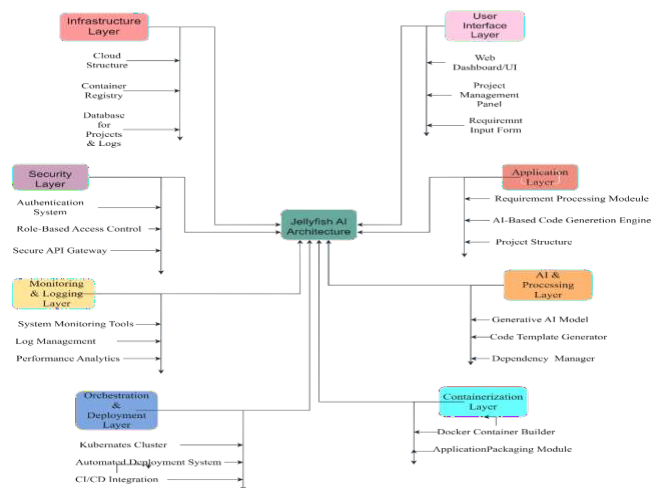 Infrastructure
Layer
Cloud
Structure
Container
Registry
Database
for
Projects
& Logs
User
Interface
Layer
Web
Dashboard/UI
Project
Management
Panel
Requiremnt
Input Form
Security
Layer
Authentication
System
Role-Based Access Control
Secure API Gateway
Jellyfish AI
Architecture
Application
Layer
Requirement Processing Modeule
AI-Based Code Generetion Engine
Project Structure
Monitoring
& Logging
Layer
System Monitoring Tools
Log Management
Performance Analytics
AI &
Processing
Layer
Generative AI Model
Code Template Generator
Dependency Manager
Orchestration
&
Deployment
Layer
Kubernates Cluster
Automated Deployment System
CI/CD Integration
Containerization
Layer
Docker Container Builder
ApplicationPackaging Module